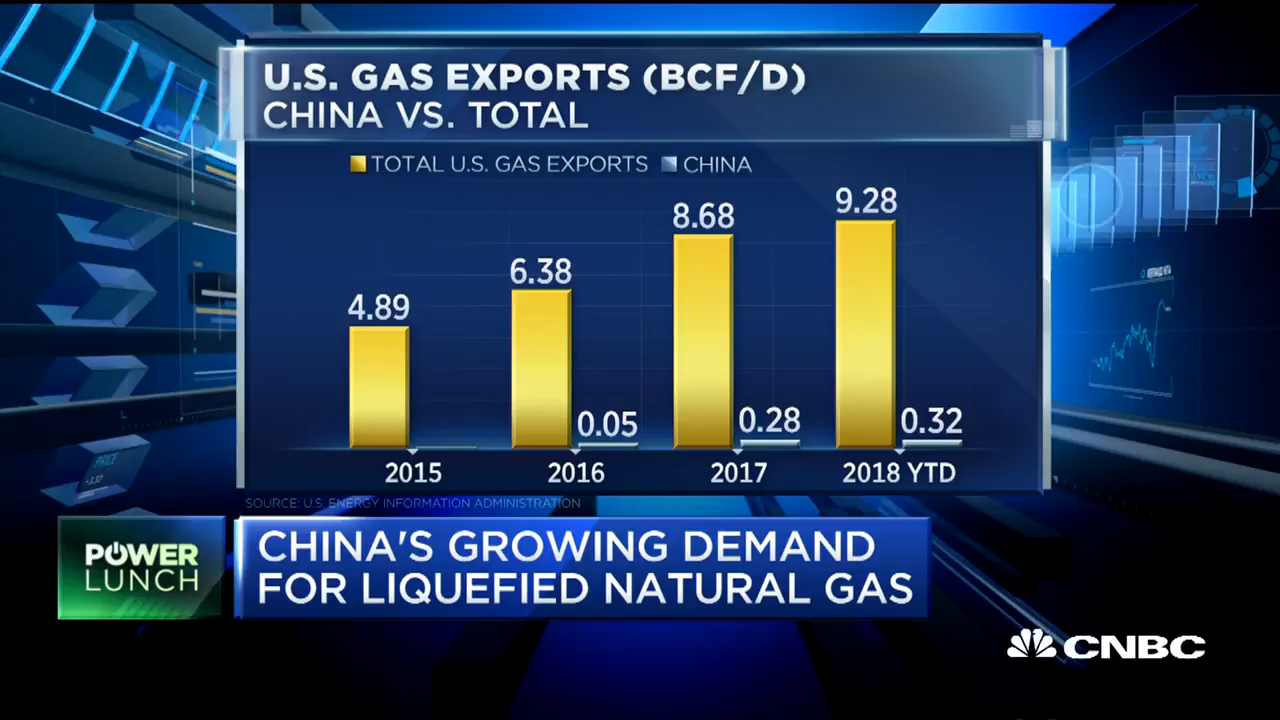 U.S. GAS EXPORTS (BCF/D)
CHINA VS. TOTAL
TOTAL U.S. GAS EXPORTS CHINA
4.89
6.38
0.05
8.68
0.28
9.28
0.32
2015 2016 2017 2018 YTD
SOURCE: U.S. ENERGY INFORMATION ADMINISTRATION
POWER
LUNCH
CHINA'S GROWING DEMAND
FOR LIQUEFIED NATURAL GAS
CNBC
PRICE